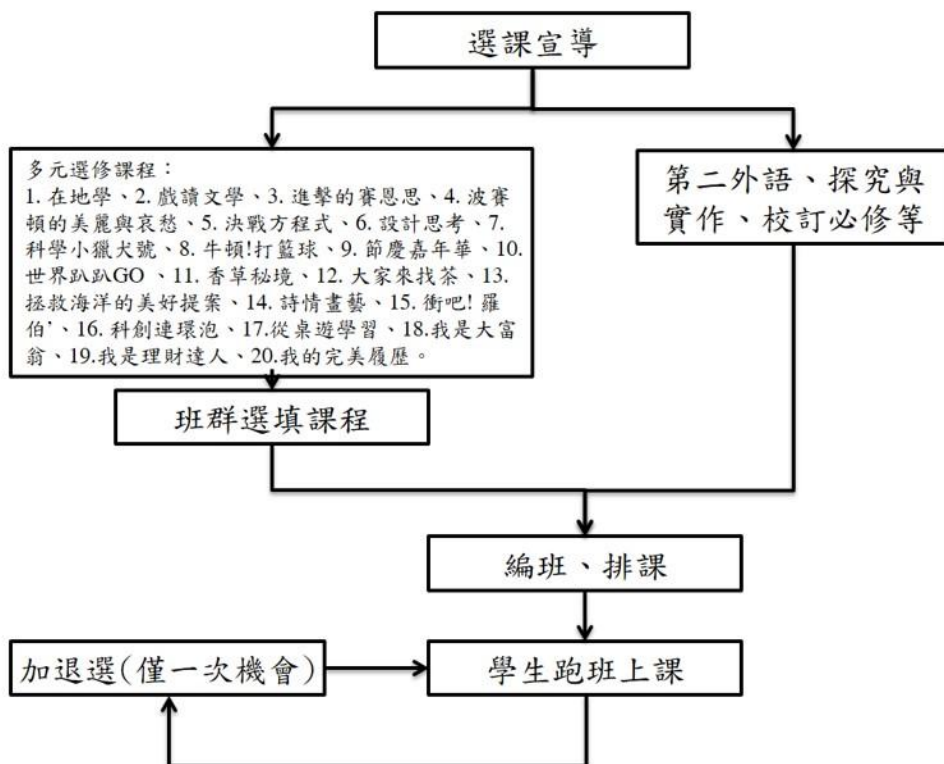 選課宣導
多元選修課程：
1. 在地學、2. 戲讀文學、3. 進擊的賽恩思、4. 波賽
頓的美麗與哀愁、5. 決戰方程式、6. 設計思考、7.
科學小獵犬號、8. 牛頓!打籃球、9. 節慶嘉年華、10.
世界趴趴GO 、11. 香草秘境、12. 大家來找茶、13.
拯救海洋的美好提案、14. 詩情畫藝、15. 衝吧! 羅
伯’、16. 科創連環泡、17.從桌遊學習、18.我是大富
翁、19.我是理財達人、20.我的完美履歷。
第二外語、探究與
實作、校訂必修等
班群選填課程
編班、排課
加退選(僅一次機會)
學生跑班上課